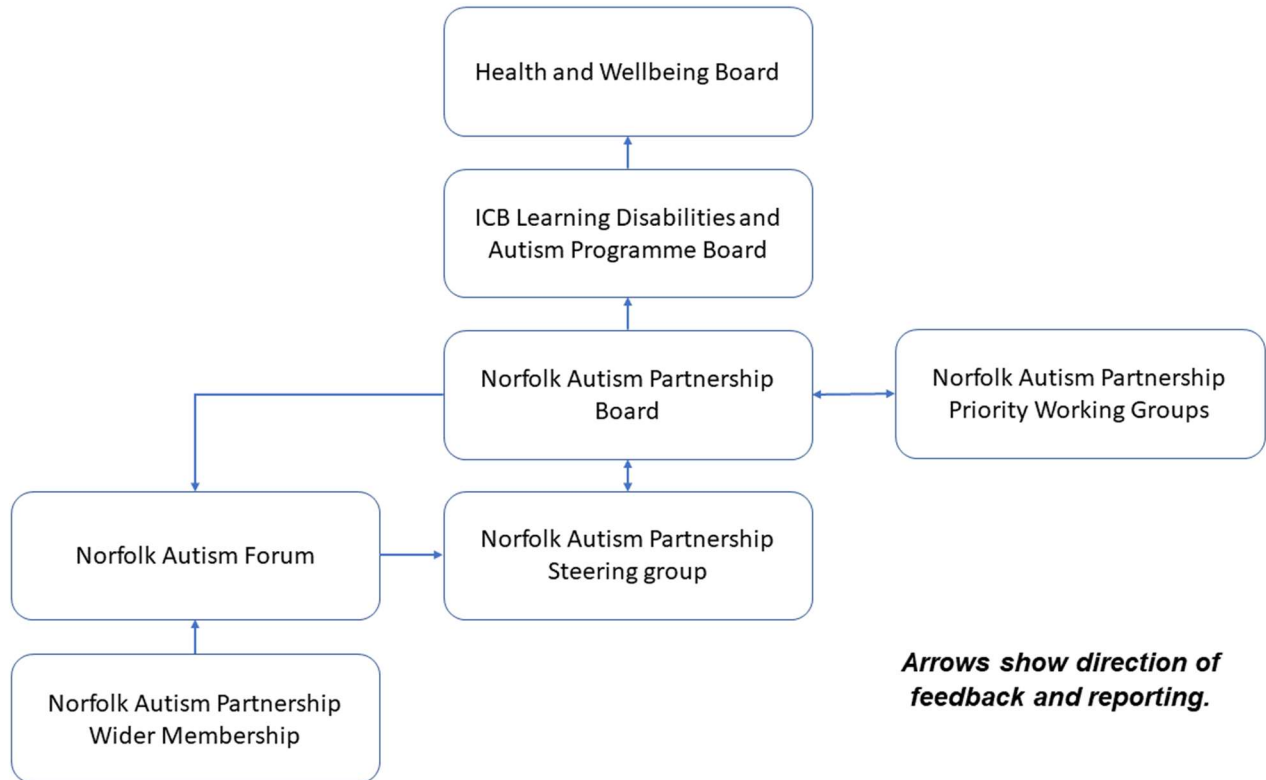 Health and Wellbeing Board
ICB Learning Disabilities and
Autism Programme Board
Norfolk Autism Partnership
Board
Norfolk Autism Partnership
Priority Working Groups
Norfolk Autism Forum
Norfolk Autism Partnership
Steering group
Norfolk Autism Partnership
Wider Membership
Arrows show direction of
feedback and reporting.